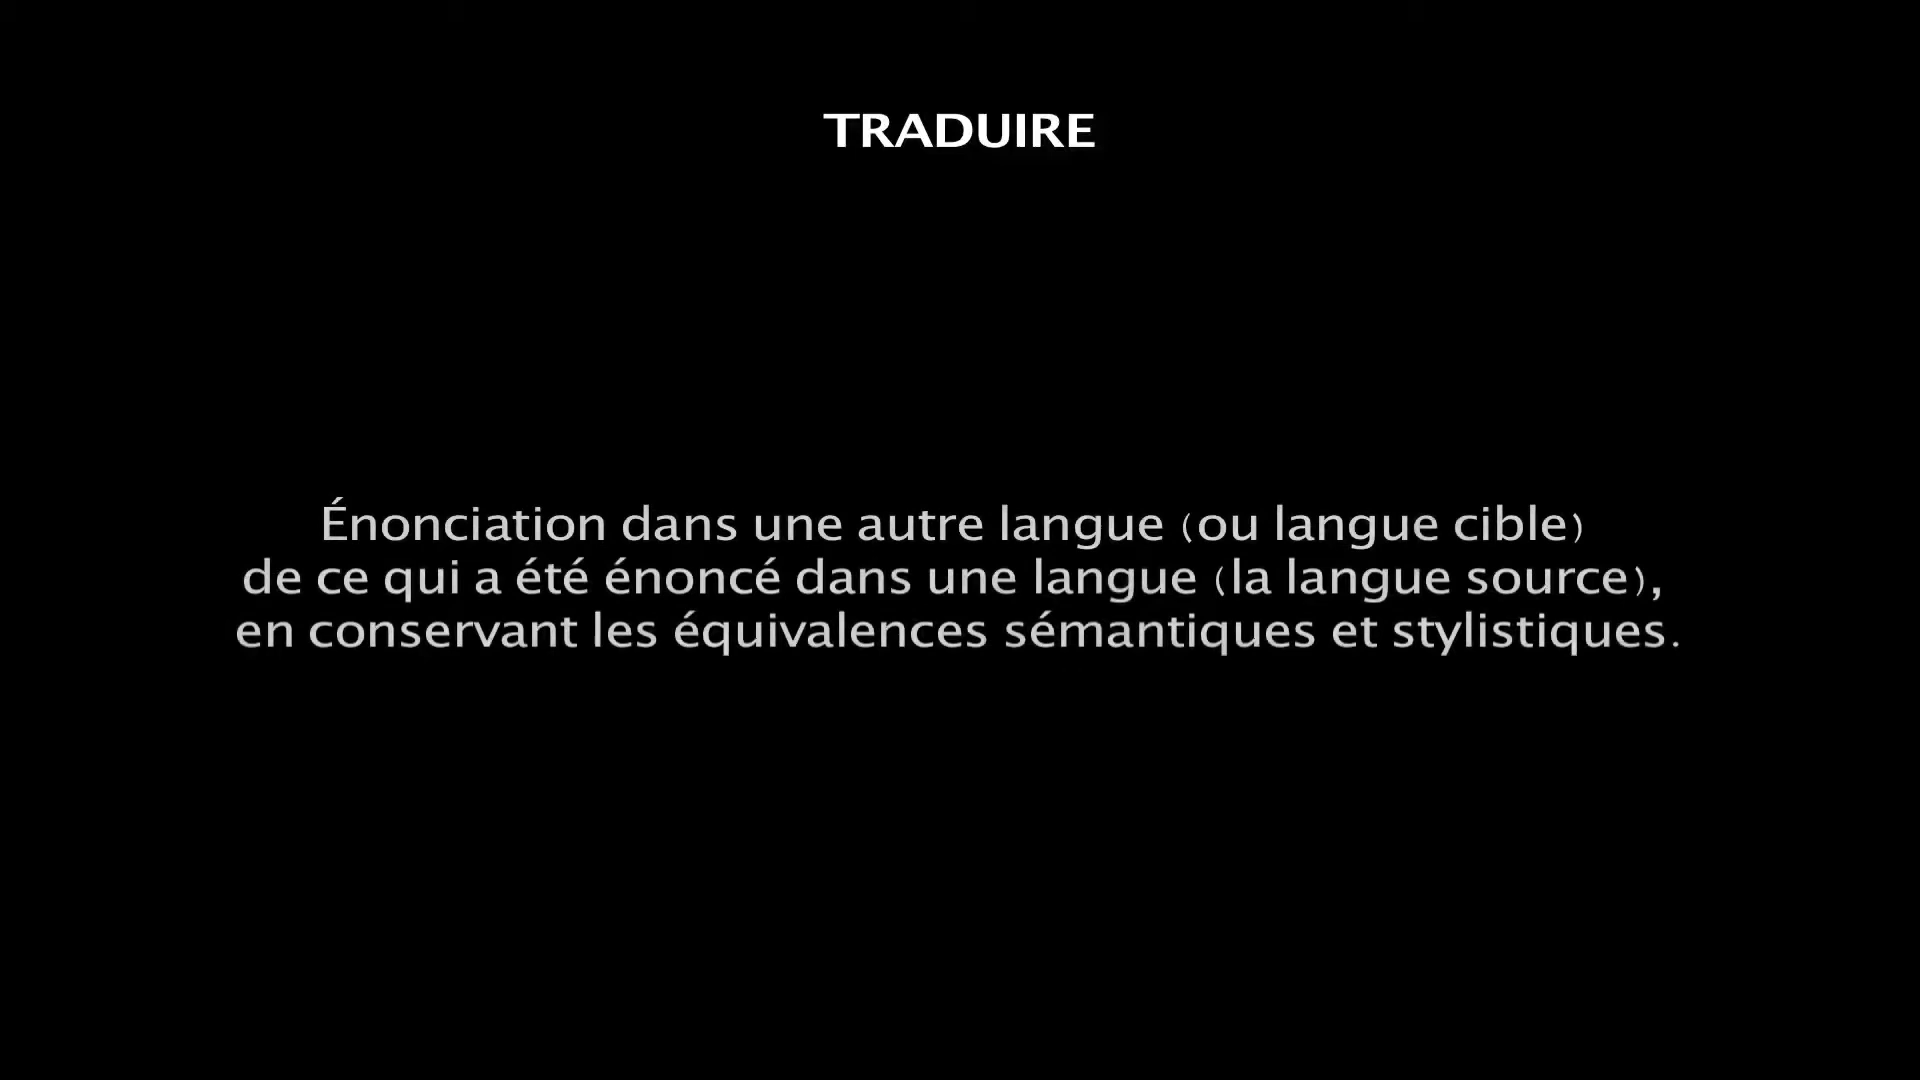 TRADUIRE
Énonciation dans une autre langue (ou langue cible)
de ce qui a été énoncé dans une langue (la langue source),
en conservant les équivalences sémantiques et stylistiques.